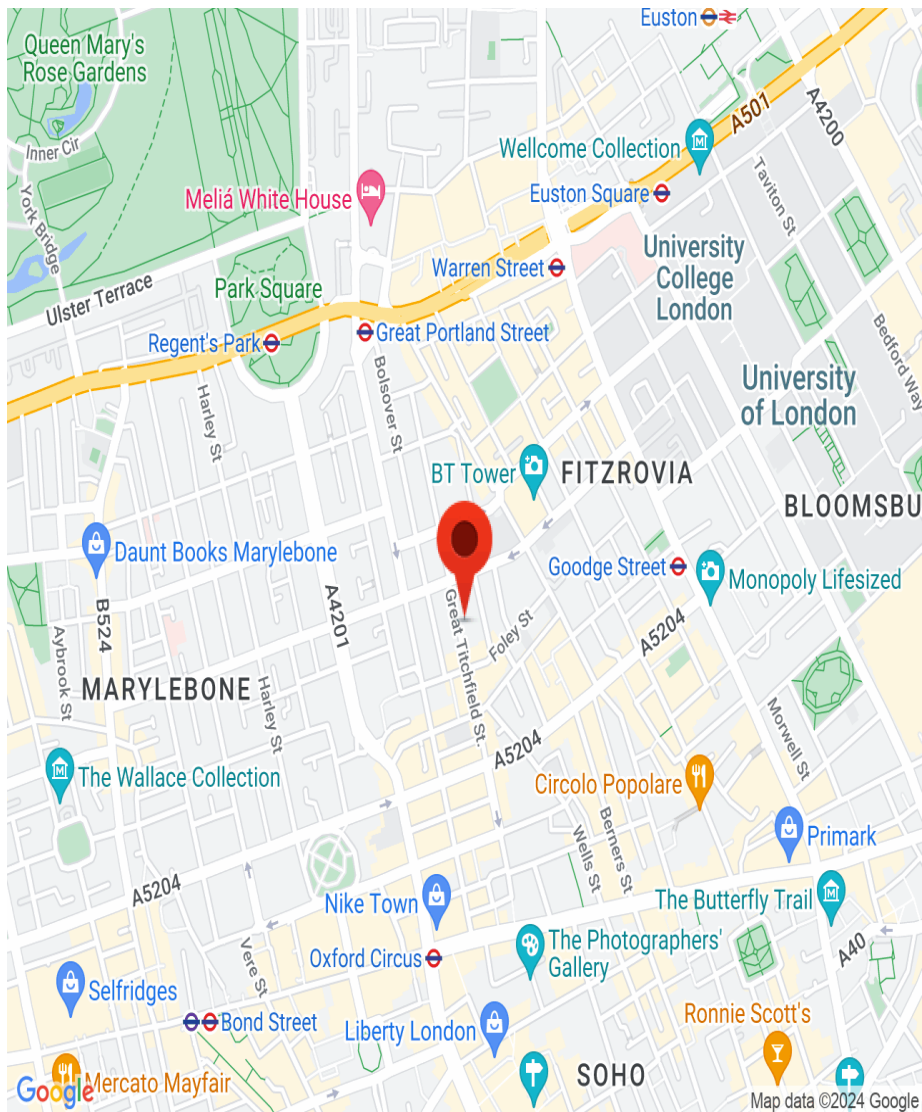 Euston
Queen Mary's
Rose Gardens
A501
A4200
Wellcome Collection
Inner Cir
Taviton St
Euston Square
Meliá White House
York Bridge
University
College
London
Warren Street
Ulster Terrace
Park Square
Great Portland Street
Regent's Park
Bedford Way
Bolsover St
Harley St
University
of London
BT Tower
FITZROVIA
BLOOMSBU
Daunt Books Marylebone
Goodge Street
Monopoly Lifesized
A4201
B524
Great Titchfield St.
Foley St
A5204
Aybrook St
MARYLEBONE
Harley St
Morwell St
A5204
The Wallace Collection
Circolo Popolare
Berners St
Wells St
Primark
A5204
Nike Town
The Butterfly Trail
Vere St
The Photographers'
Gallery
A40
Oxford Circus
Selfridges
Bond Street
Liberty London
Ronnie Scott's
SOHO
Mercato Mayfair
Google
Map data ©2024 Google